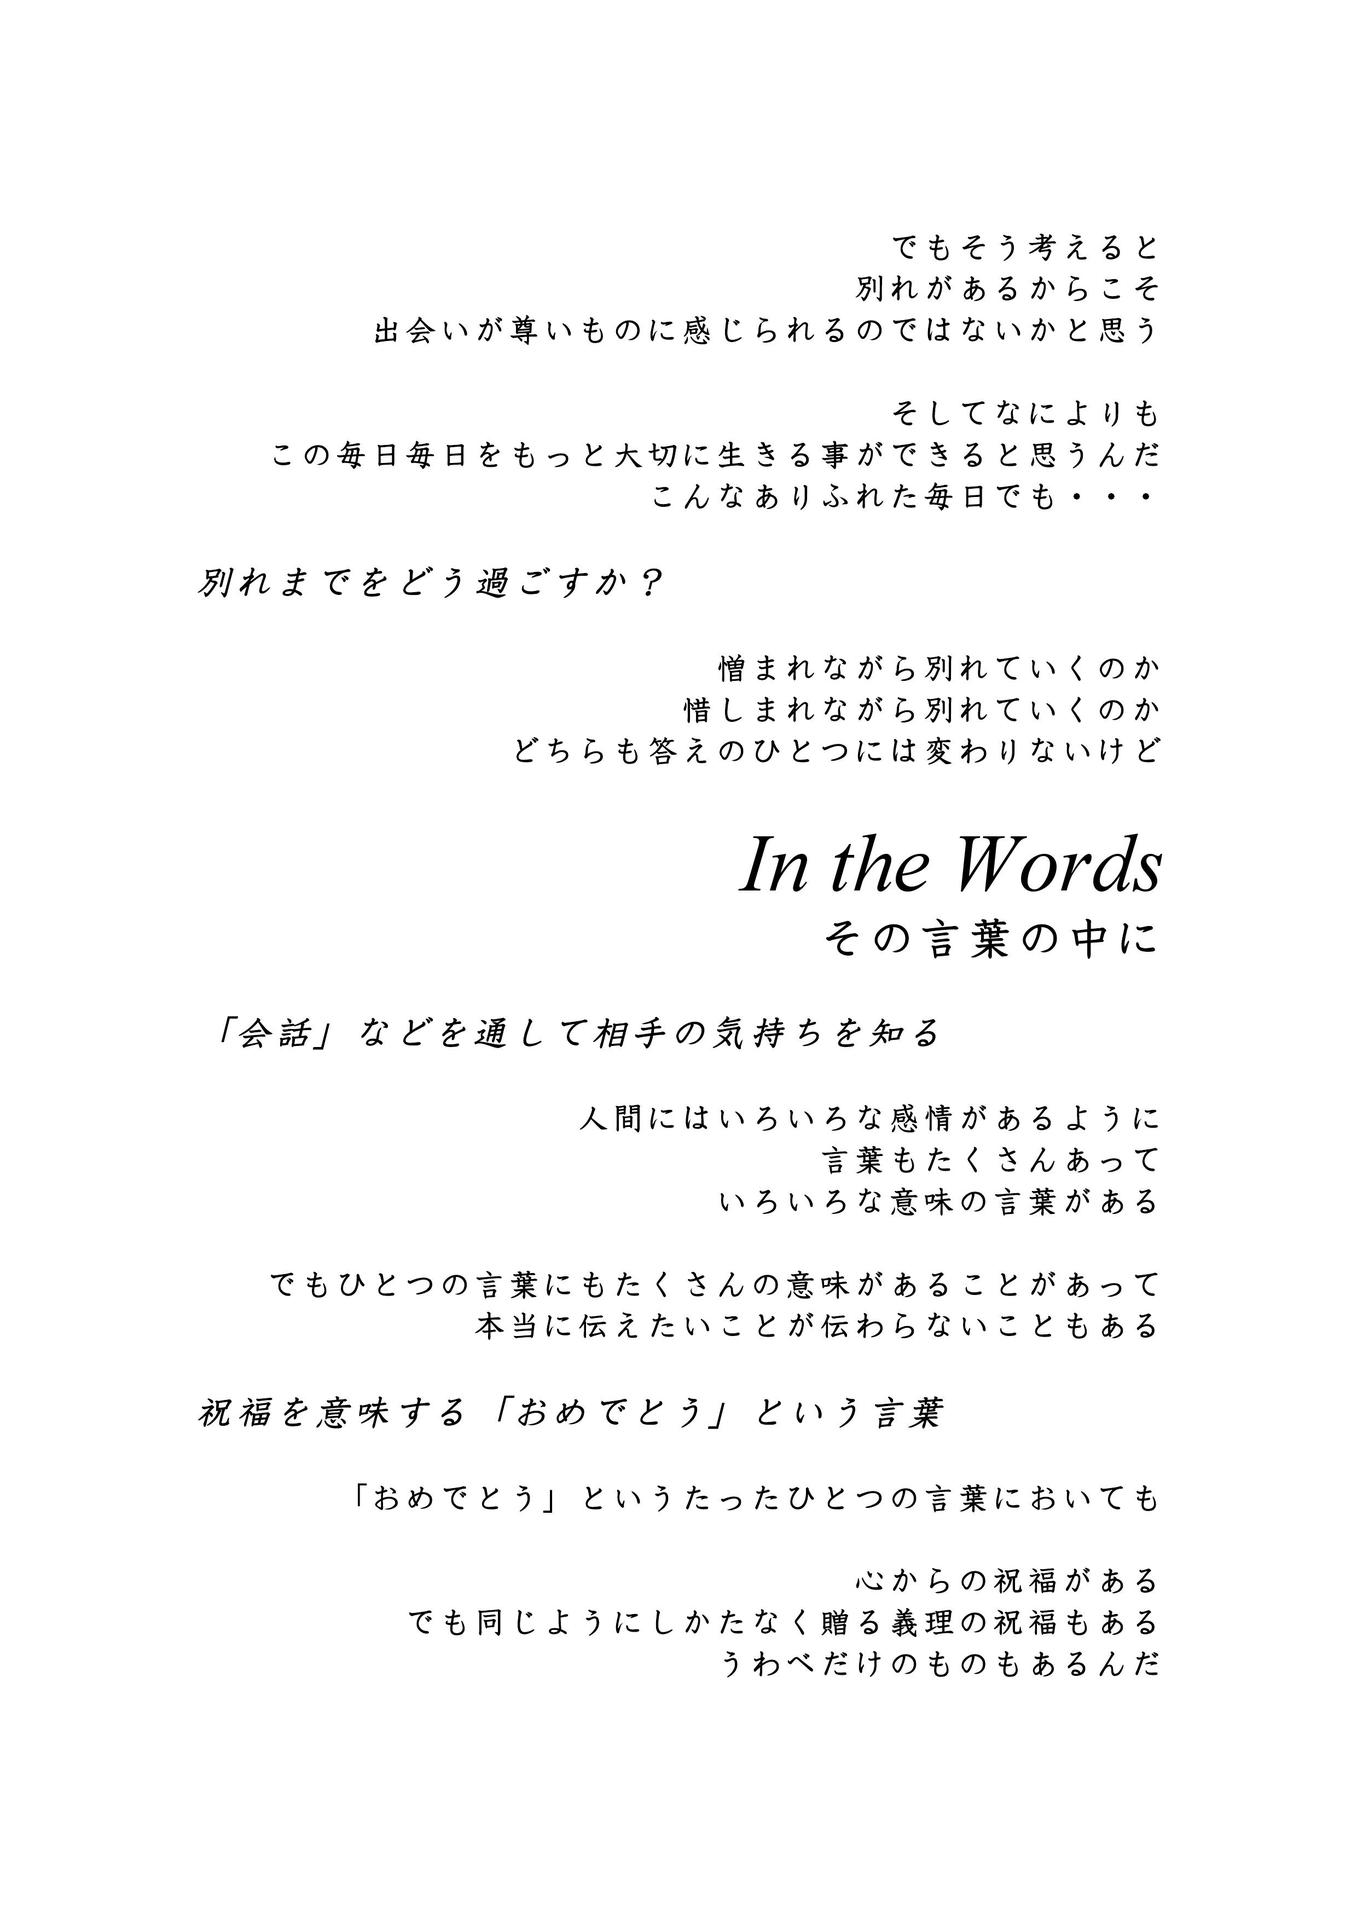 でもそう考えると
別れがあるからこそ
出会いが尊いものに感じられるのではないかと思う
そしてなによりも
この毎日毎日をもっと大切に生きる事ができると思うんだ
こんなありふれた毎日でも・・・
別れまでをどう過ごすか？
憎まれながら別れていくのか
惜しまれながら別れていくのか
どちらも答えのひとつには変わりないけど
In the Words
その言葉の中に
「会話」などを通して相手の気持ちを知る
人間にはいろいろな感情があるように
言葉もたくさんあって
いろいろな意味の言葉がある
でもひとつの言葉にもたくさんの意味があることがあって
本当に伝えたいことが伝わらないこともある
祝福を意味する「おめでとう」という言葉
「おめでとう」というたったひとつの言葉においても
心からの祝福がある
でも同じようにしかたなく贈る義理の祝福もある
うわべだけのものもあるんだ